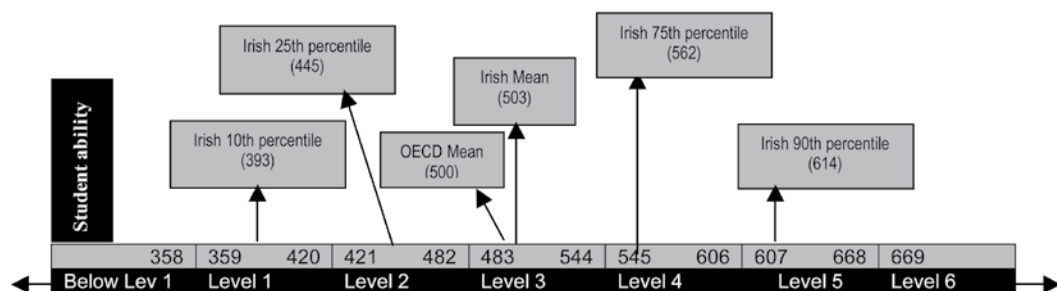 Irish 25th percentile
(445)
Irish 75th percentile
(562)
Irish Mean
(503)
Irish 10th percentile
(393)
OECD Mean
(500)
Irish 90th percentile
(614)
Student ability
358 359 420 421 482 483 544 545 606 607 668 669
Below Lev 1 Level 1 Level 2 Level 3 Level 4 Level 5 Level 6